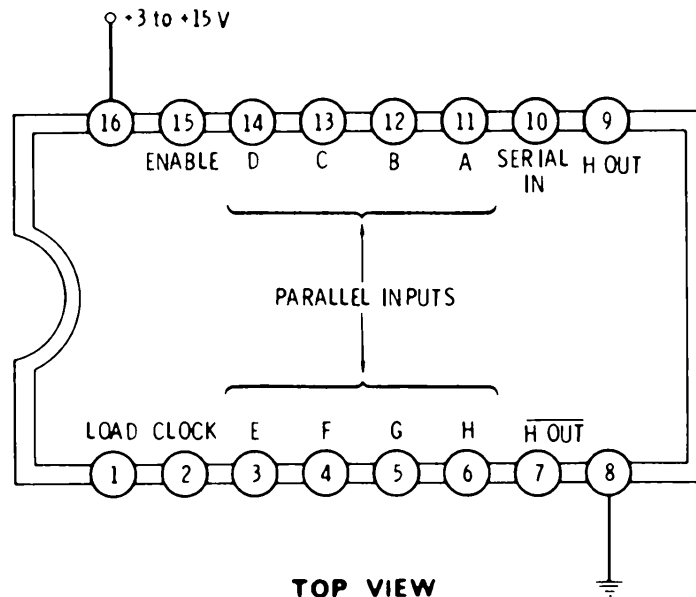 +3 to +15 V
16 15 14 13 12 11 10 9
ENABLE D C B A SERIAL IN H OUT
PARALLEL INPUTS
LOAD CLOCK E F G H H OUT
1 2 3 4 5 6 7 8
TOP VIEW